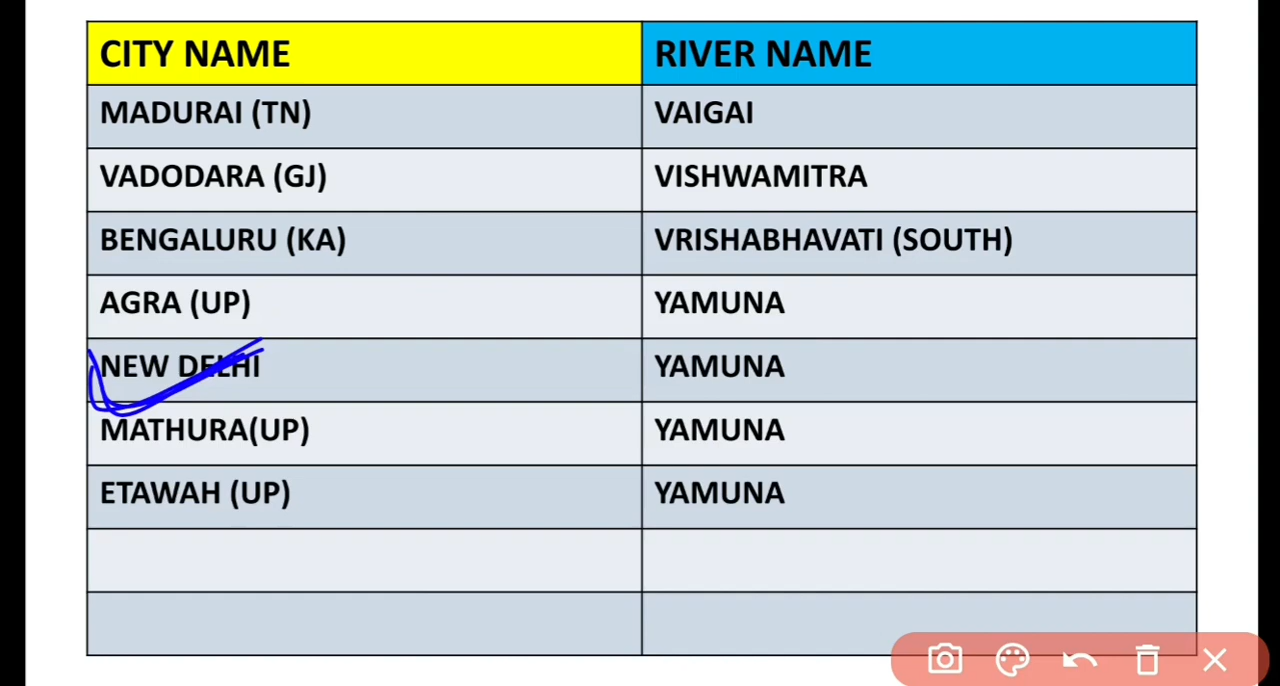 CITY NAME RIVER NAME
MADURAI (TN) VAIGAI
VADODARA (GJ) VISHWAMITRA
BENGALURU (KA) VRISHABHAVATI (SOUTH)
AGRA (UP) YAMUNA
NEW DELHI YAMUNA
MATHURA(UP) YAMUNA
ETAWAH (UP) YAMUNA